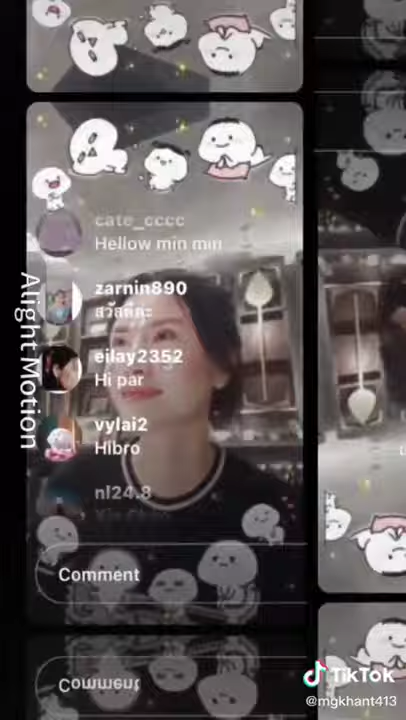 cate_cccc
Hellow min min
zarnin890
สวัสดีค่ะ
eilay2352
Hi par
vylai2
Hlbro
nl24.8
Comment
Comment
Alight Motion
TikTok
@mgkhant413